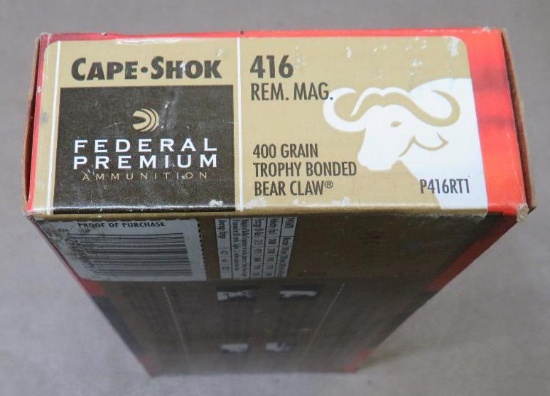 CAPE•SHOK
FEDERAL
PREMIUM
AMMUNITION
416
REM. MAG.
400 GRAIN
TROPHY BONDED
BEAR CLAW®
P416RT1
PROOF OF PURCHASE